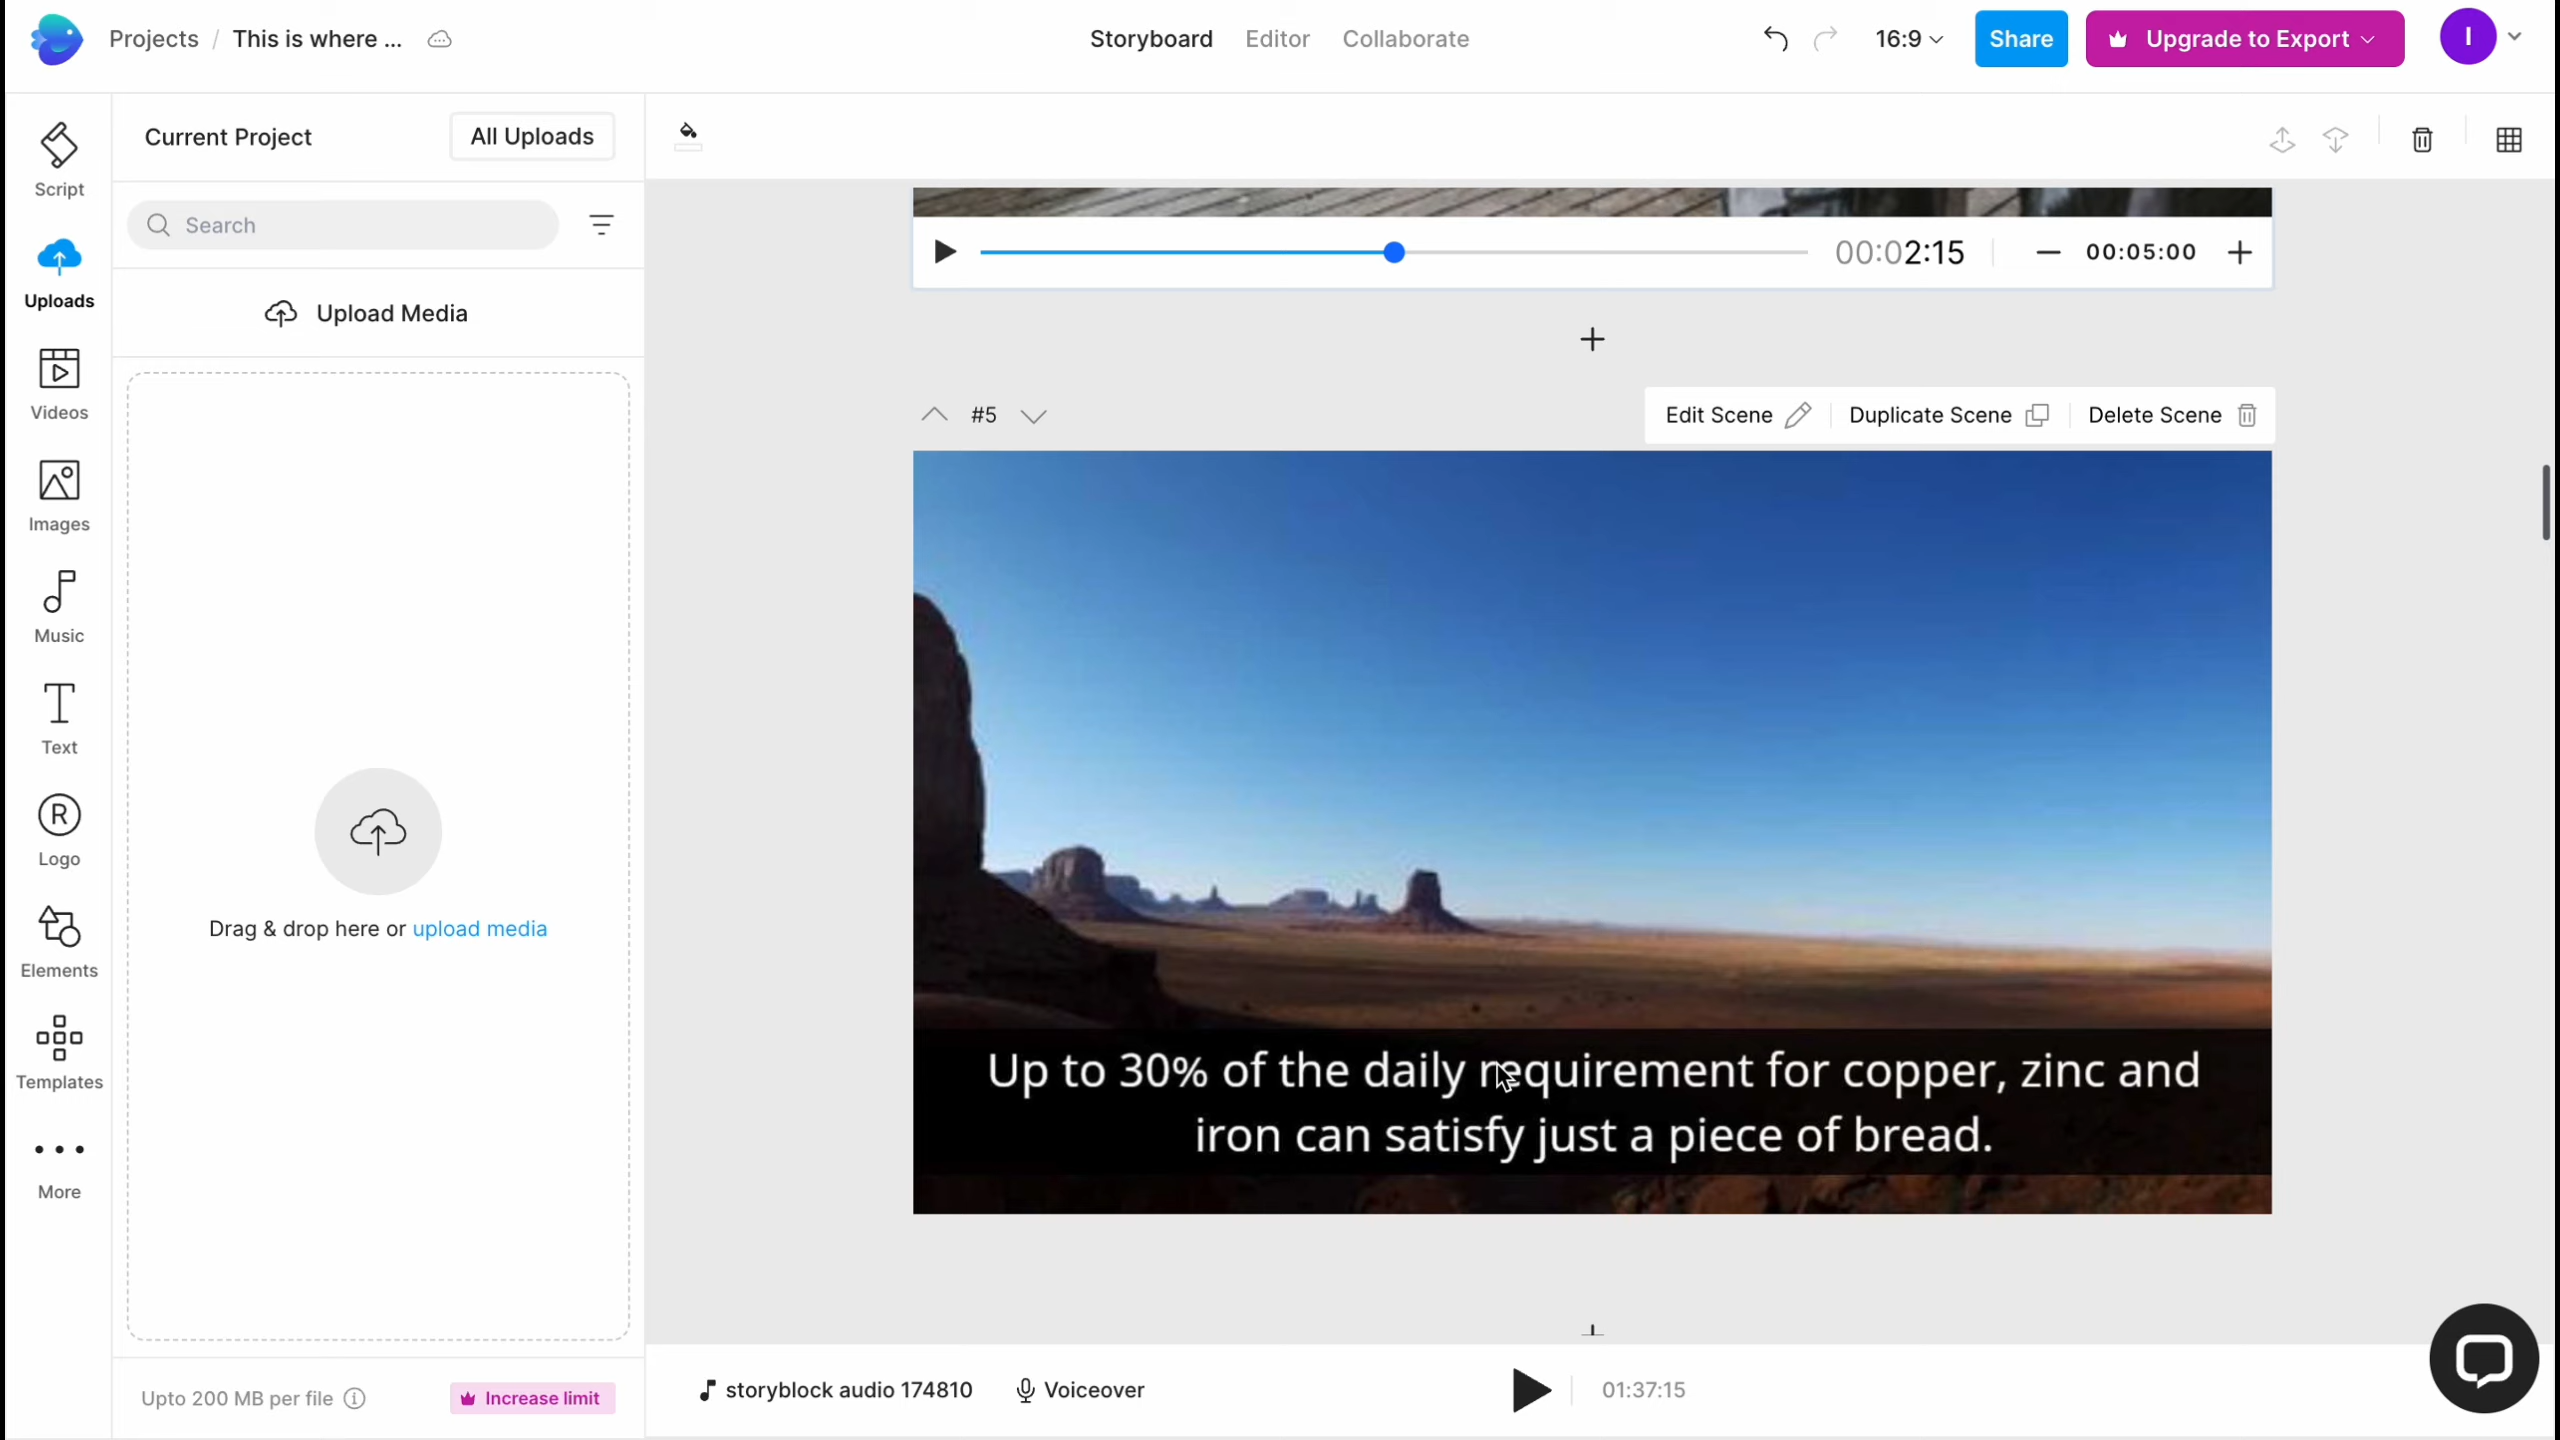 Projects / This is where ...
Storyboard Editor Collaborate
16:9
Share
Upgrade to Export
I
Script
Uploads
Videos
Images
Music
Text
R
Logo
Elements
Templates
More
Current Project
All Uploads
Search
Upload Media
Drag & drop here or upload media
Upto 200 MB per file
Increase limit
00:02:15
00:05:00
#5
Edit Scene
Duplicate Scene
Delete Scene
Up to 30% of the daily requirement for copper, zinc and
iron can satisfy just a piece of bread.
storyblock audio 174810
Voiceover
01:37:15